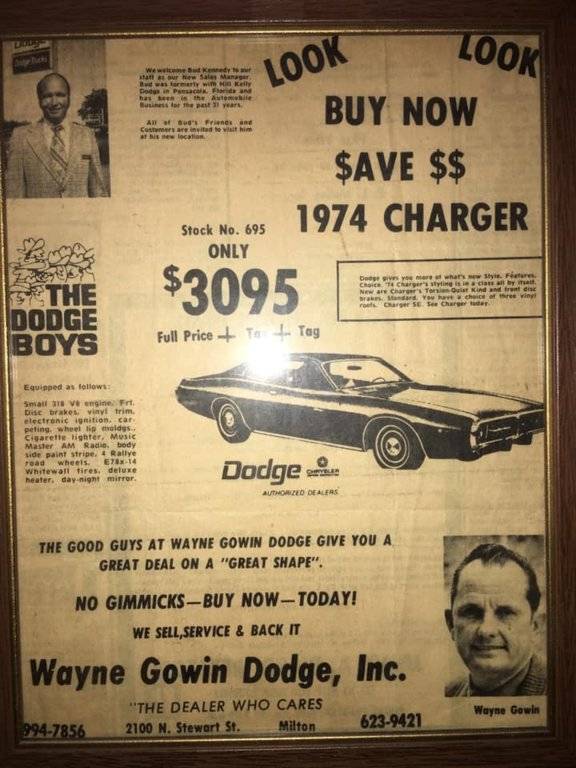 Dodge
Dodge Trucks
We welcome Bud Kennedy to our
staff as our New Sales Manager.
Bud was formerly with Hill Kelly
Dodge in Pensacola, Florida and
has been in the Automobile
Business for the past 31 years.
All of Bud's Friends and
Customers are invited to visit him
at his new location.
LOOK
LOOK
BUY NOW
$AVE $$
1974 CHARGER
Stock No. 695
ONLY
$3095
Full Price + Tax + Tag
Dodge gives you more of what's new Style. Features.
Choice. '74 Charger's styling is in a class all by itself.
New are Charger's Torsion-Quiet Kind and front disc
brakes. Standard. You have a choice of three vinyl
roofs. Charger SE. See Charger today.
THE
DODGE
BOYS
Equipped as follows:
Small 318 V8 engine, Frt.
Disc brakes, vinyl trim,
electronic ignition, car-
peting, wheel lip moldgs.,
Cigarette lighter, Music
Master AM Radio, body
side paint stripe, 4 Rallye
road wheels, E78x-14
Whitewall tires, deluxe
heater, day-night mirror.
Dodge CHRYSLER
AUTHORIZED DEALERS
THE GOOD GUYS AT WAYNE GOWIN DODGE GIVE YOU A
GREAT DEAL ON A "GREAT SHAPE".
NO GIMMICKS—BUY NOW—TODAY!
WE SELL,SERVICE & BACK IT
Wayne Gowin Dodge, Inc.
"THE DEALER WHO CARES
Wayne Gowin
994-7856 2100 N. Stewart St. Milton 623-9421